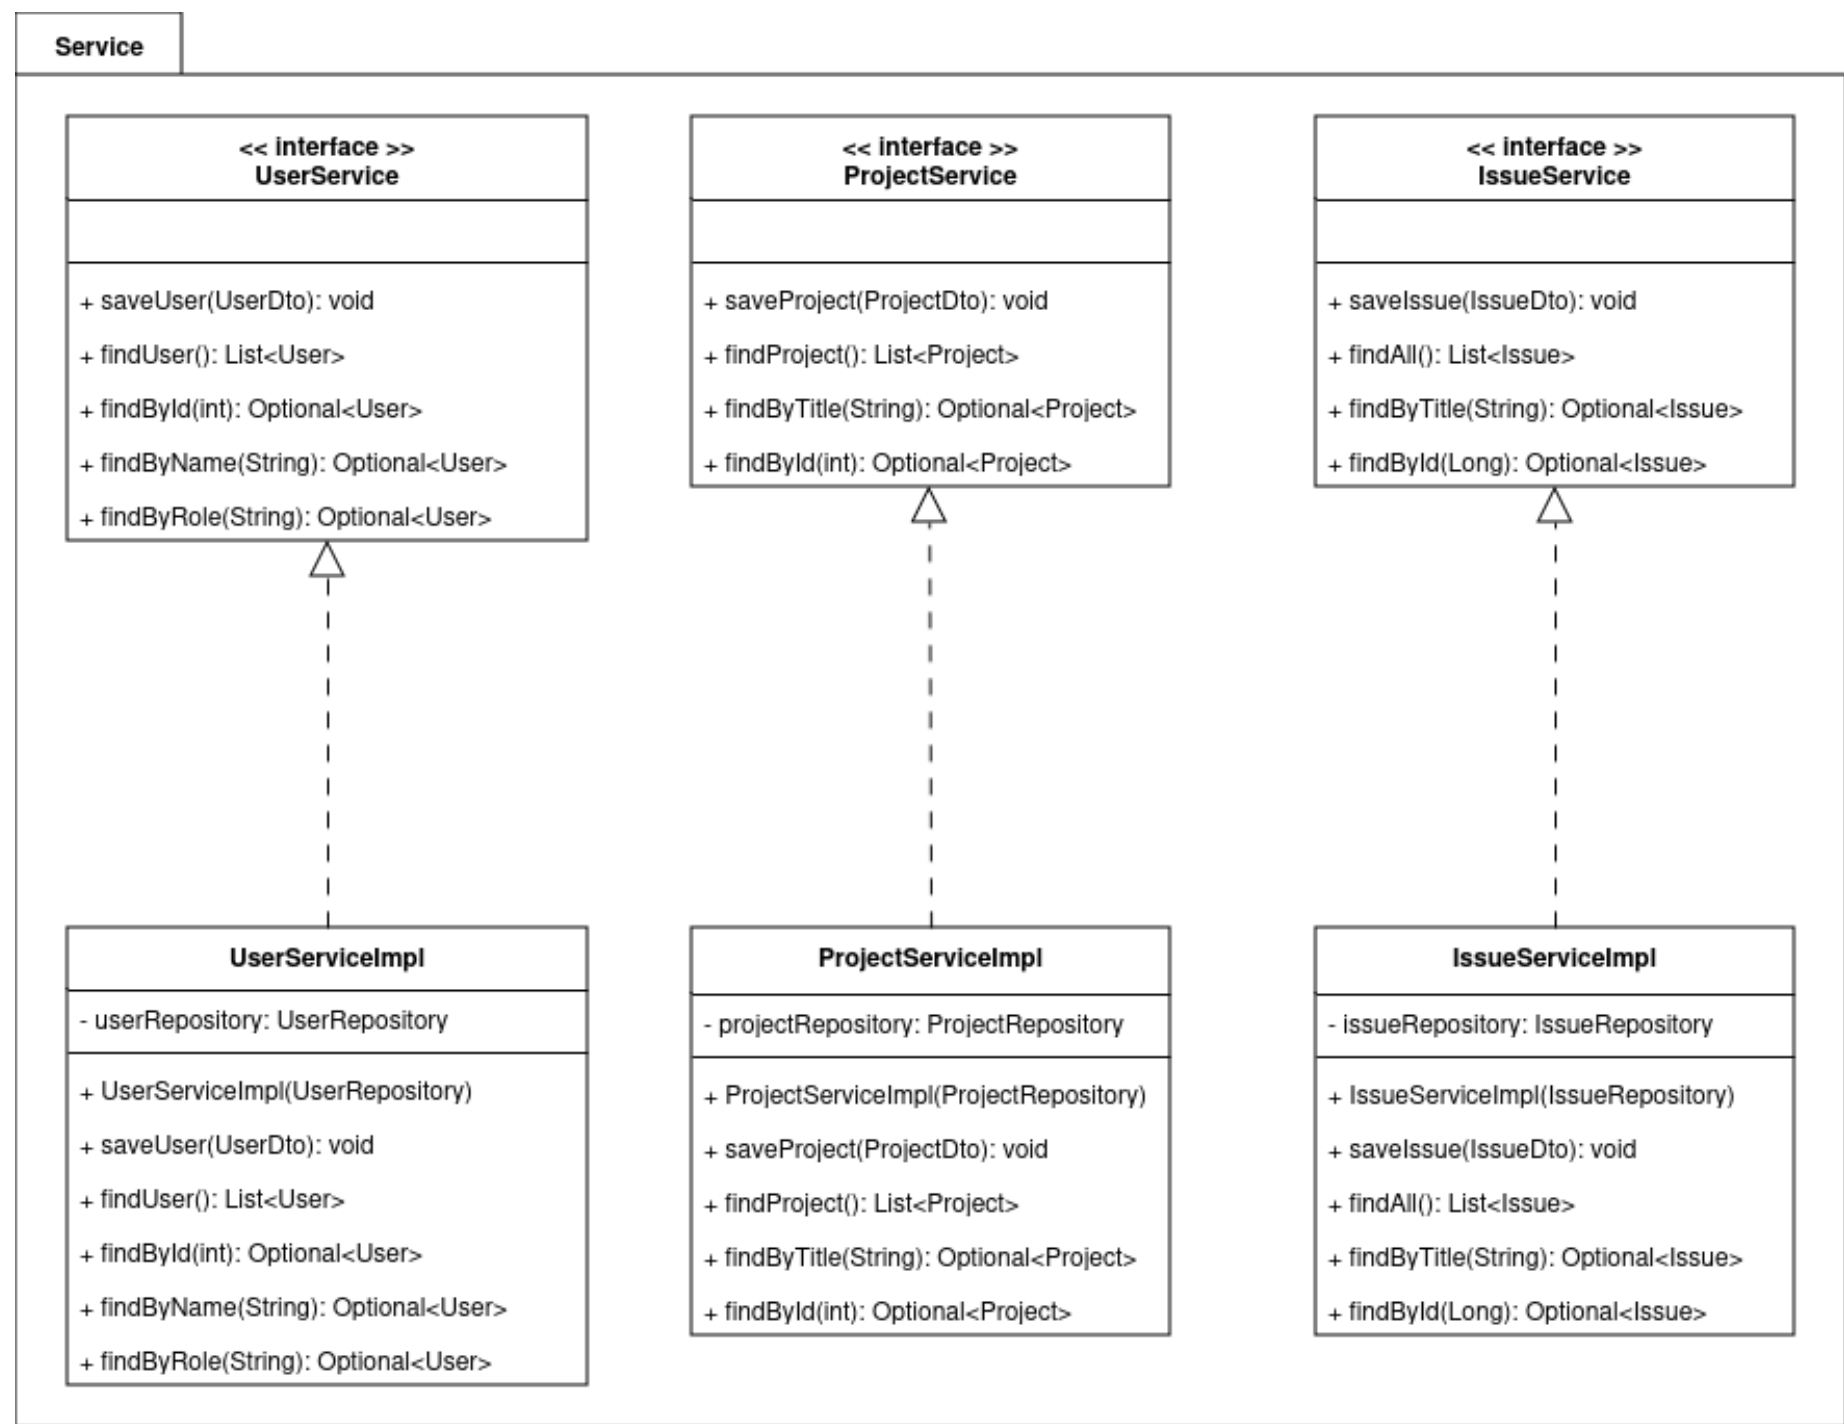 Service
<< interface >>
UserService
+ saveUser(UserDto): void
+ findUser(): List<User>
+ findById(int): Optional<User>
+ findByName(String): Optional<User>
+ findByRole(String): Optional<User>
<< interface >>
ProjectService
+ saveProject(ProjectDto): void
+ findProject(): List<Project>
+ findByTitle(String): Optional<Project>
+ findById(int): Optional<Project>
<< interface >>
IssueService
+ saveIssue(IssueDto): void
+ findAll(): List<Issue>
+ findByTitle(String): Optional<Issue>
+ findById(Long): Optional<Issue>
UserServiceImpl
- userRepository: UserRepository
+ UserServiceImpl(UserRepository)
+ saveUser(UserDto): void
+ findUser(): List<User>
+ findById(int): Optional<User>
+ findByName(String): Optional<User>
+ findByRole(String): Optional<User>
ProjectServiceImpl
- projectRepository: ProjectRepository
+ ProjectServiceImpl(ProjectRepository)
+ saveProject(ProjectDto): void
+ findProject(): List<Project>
+ findByTitle(String): Optional<Project>
+ findById(int): Optional<Project>
IssueServiceImpl
- issueRepository: IssueRepository
+ IssueServiceImpl(IssueRepository)
+ saveIssue(IssueDto): void
+ findAll(): List<Issue>
+ findByTitle(String): Optional<Issue>
+ findById(Long): Optional<Issue>